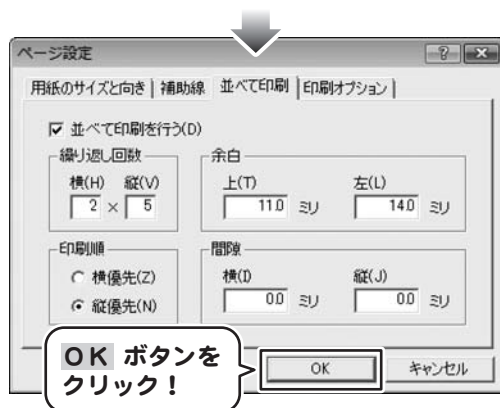 ページ設定
用紙のサイズと向き 補助線 並べて印刷 印刷オプション
並べて印刷を行う(D)
繰り返し回数 余白
横(H) 縦(V) 上(T) 左(L)
2 × 5 11.0 ミリ 14.0 ミリ
印刷順 間隙
横優先(Z) 横(I) 縦(J)
縦優先(N) 0.0 ミリ 0.0 ミリ
OK ボタンを
クリック！
OK キャンセル